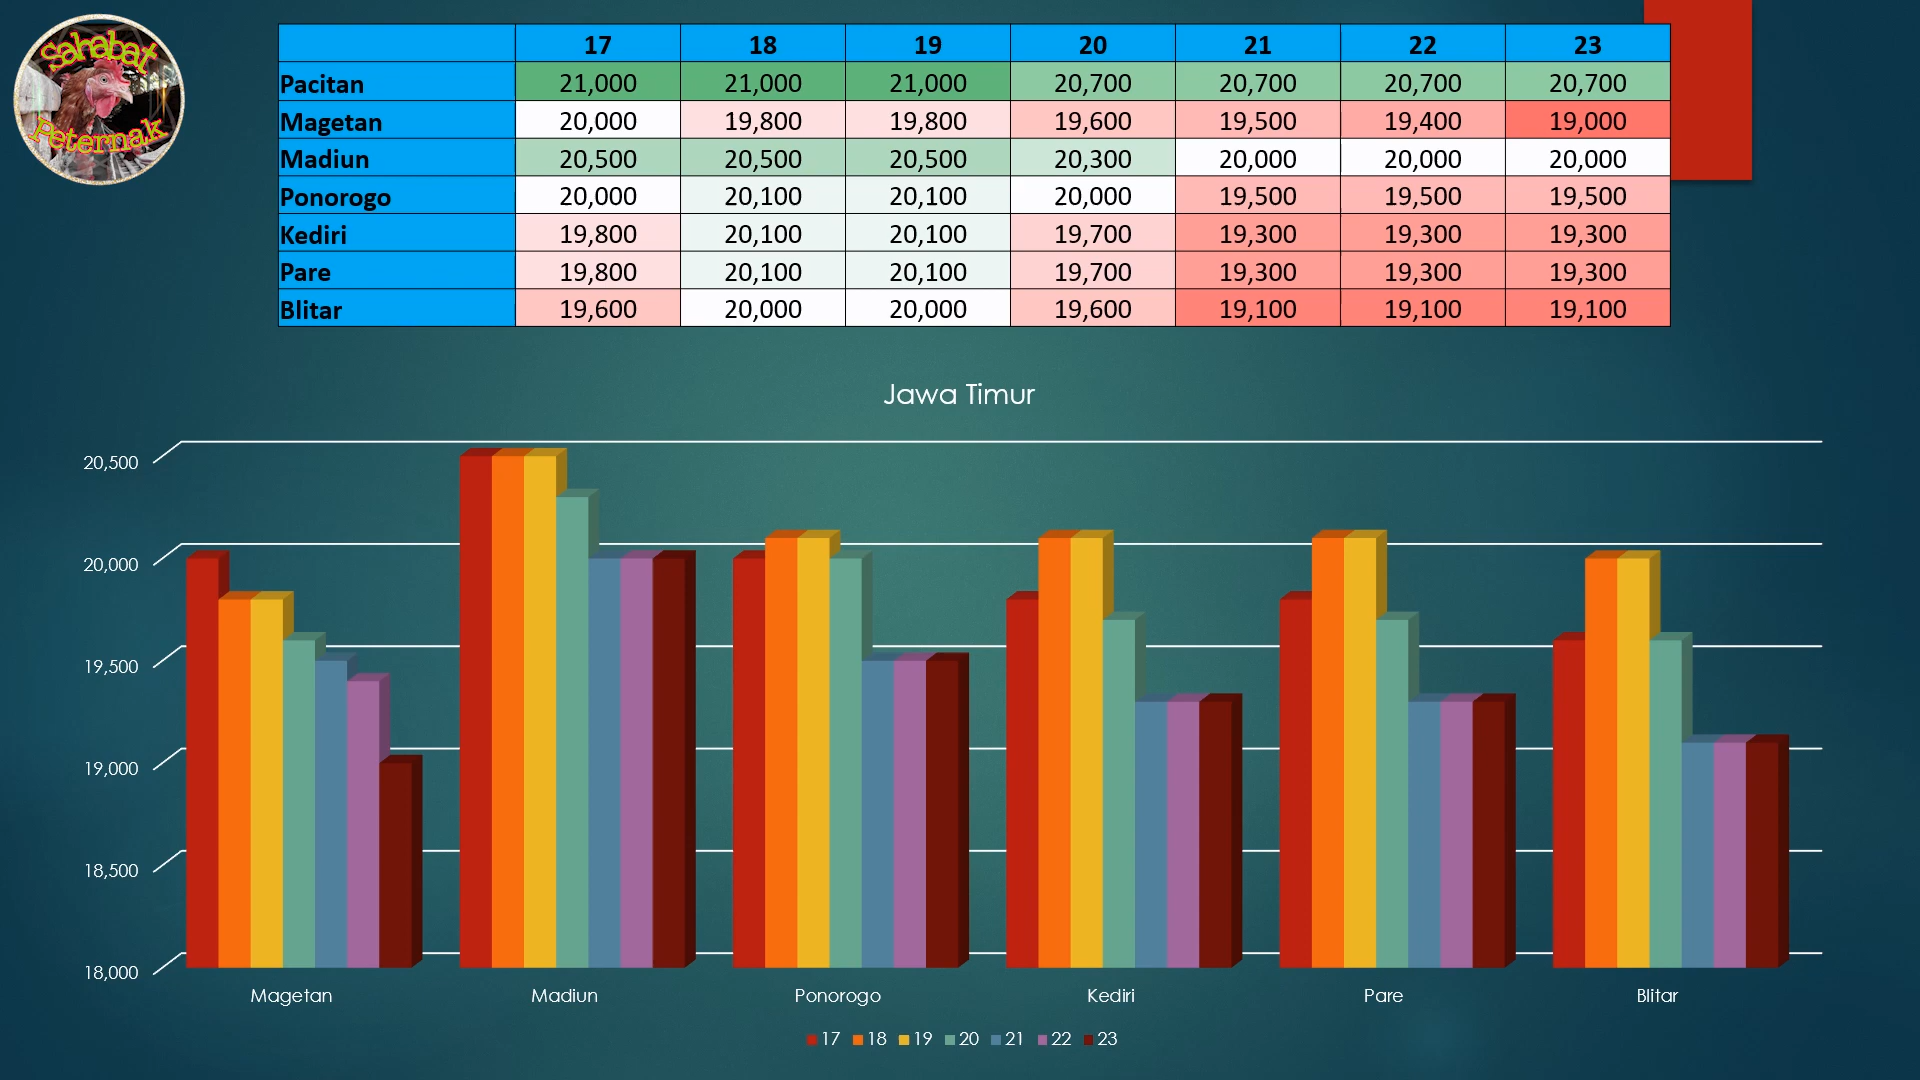 Sahabat
Peternak
17 18 19 20 21 22 23
Pacitan 21,000 21,000 21,000 20,700 20,700 20,700 20,700
Magetan 20,000 19,800 19,800 19,600 19,500 19,400 19,000
Madiun 20,500 20,500 20,500 20,300 20,000 20,000 20,000
Ponorogo 20,000 20,100 20,100 20,000 19,500 19,500 19,500
Kediri 19,800 20,100 20,100 19,700 19,300 19,300 19,300
Pare 19,800 20,100 20,100 19,700 19,300 19,300 19,300
Blitar 19,600 20,000 20,000 19,600 19,100 19,100 19,100
Jawa Timur
20,500
20,000
19,500
19,000
18,500
18,000
Magetan Madiun Ponorogo Kediri Pare Blitar
17 18 19 20 21 22 23